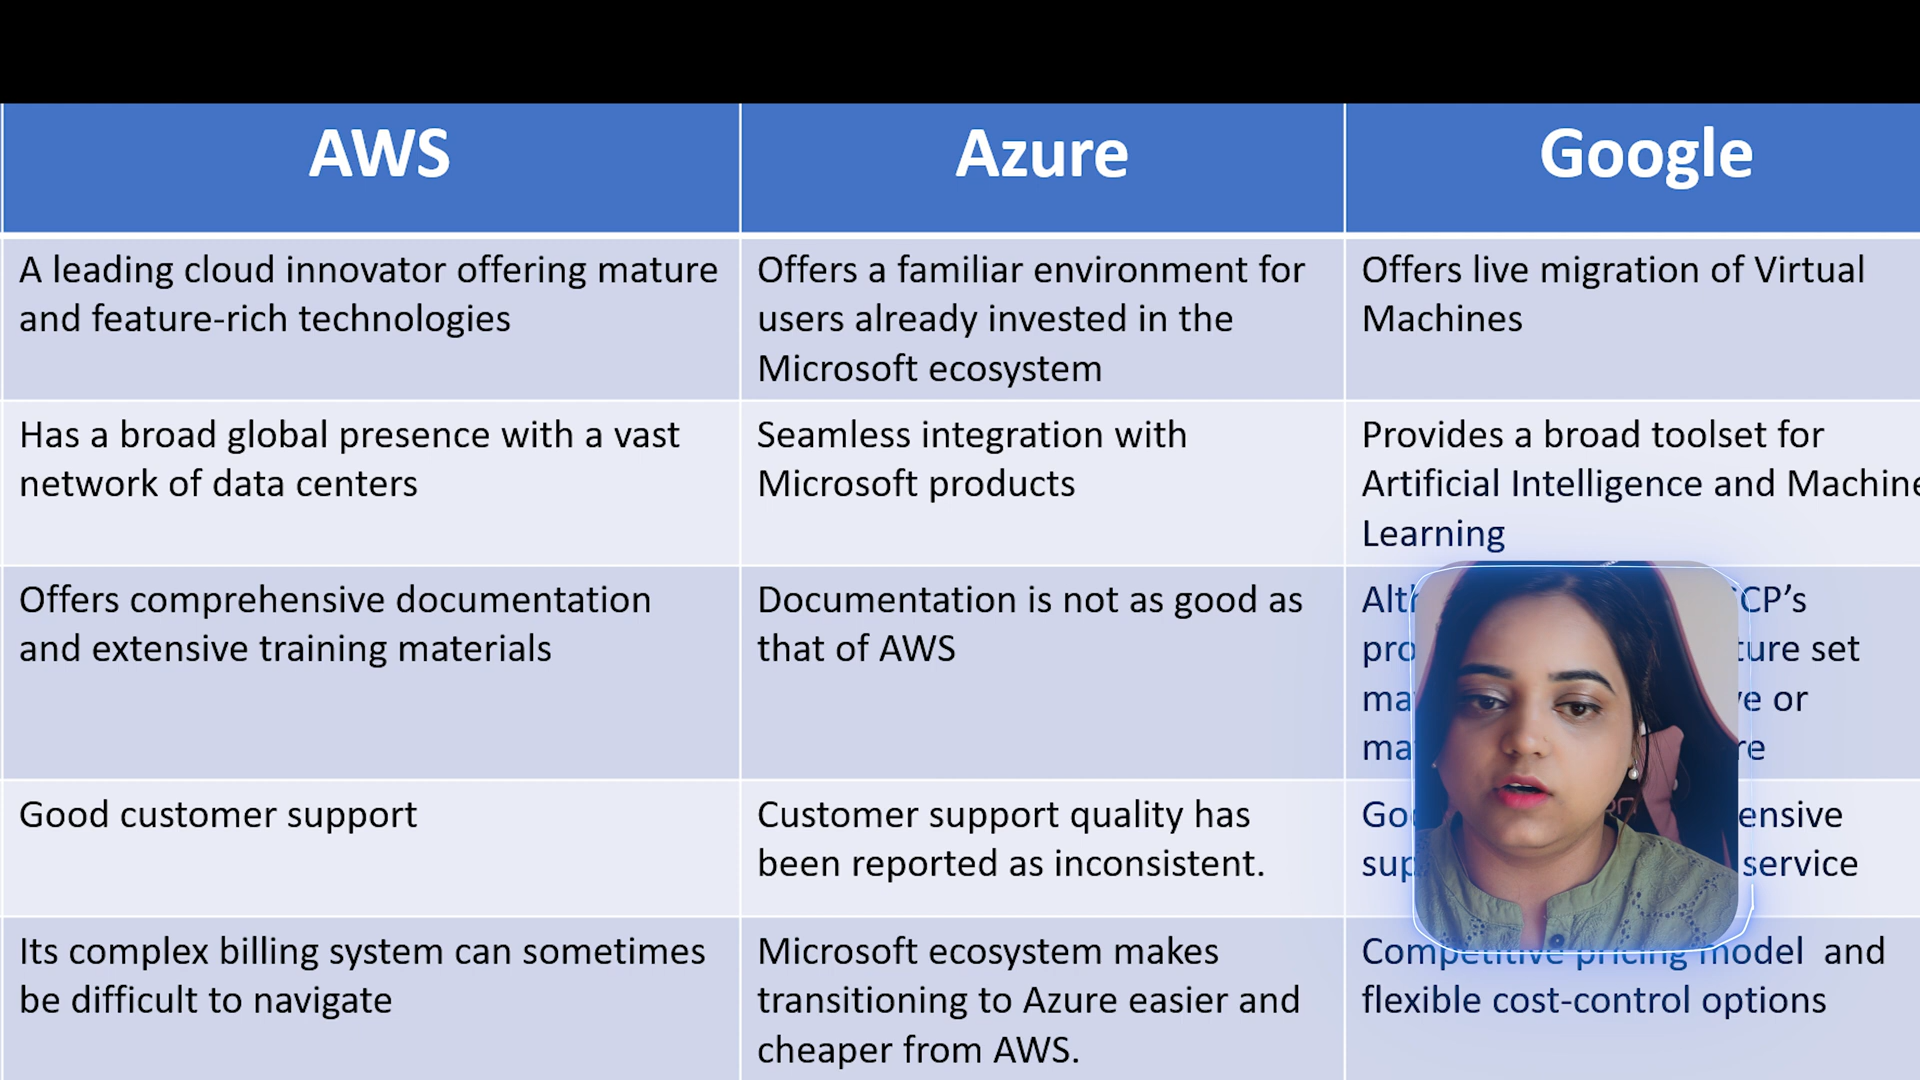 AWS
Azure
Google
A leading cloud innovator offering mature
and feature-rich technologies
Offers a familiar environment for
users already invested in the
Microsoft ecosystem
Offers live migration of Virtual
Machines
Has a broad global presence with a vast
network of data centers
Seamless integration with
Microsoft products
Provides a broad toolset for
Artificial Intelligence and Machine
Learning
Offers comprehensive documentation
and extensive training materials
Documentation is not as good as
that of AWS
set
or
Good customer support
Customer support quality has
been reported as inconsistent.
service
Its complex billing system can sometimes
be difficult to navigate
Microsoft ecosystem makes
transitioning to Azure easier and
cheaper from AWS.
Competitive pricing model and
flexible cost-control options